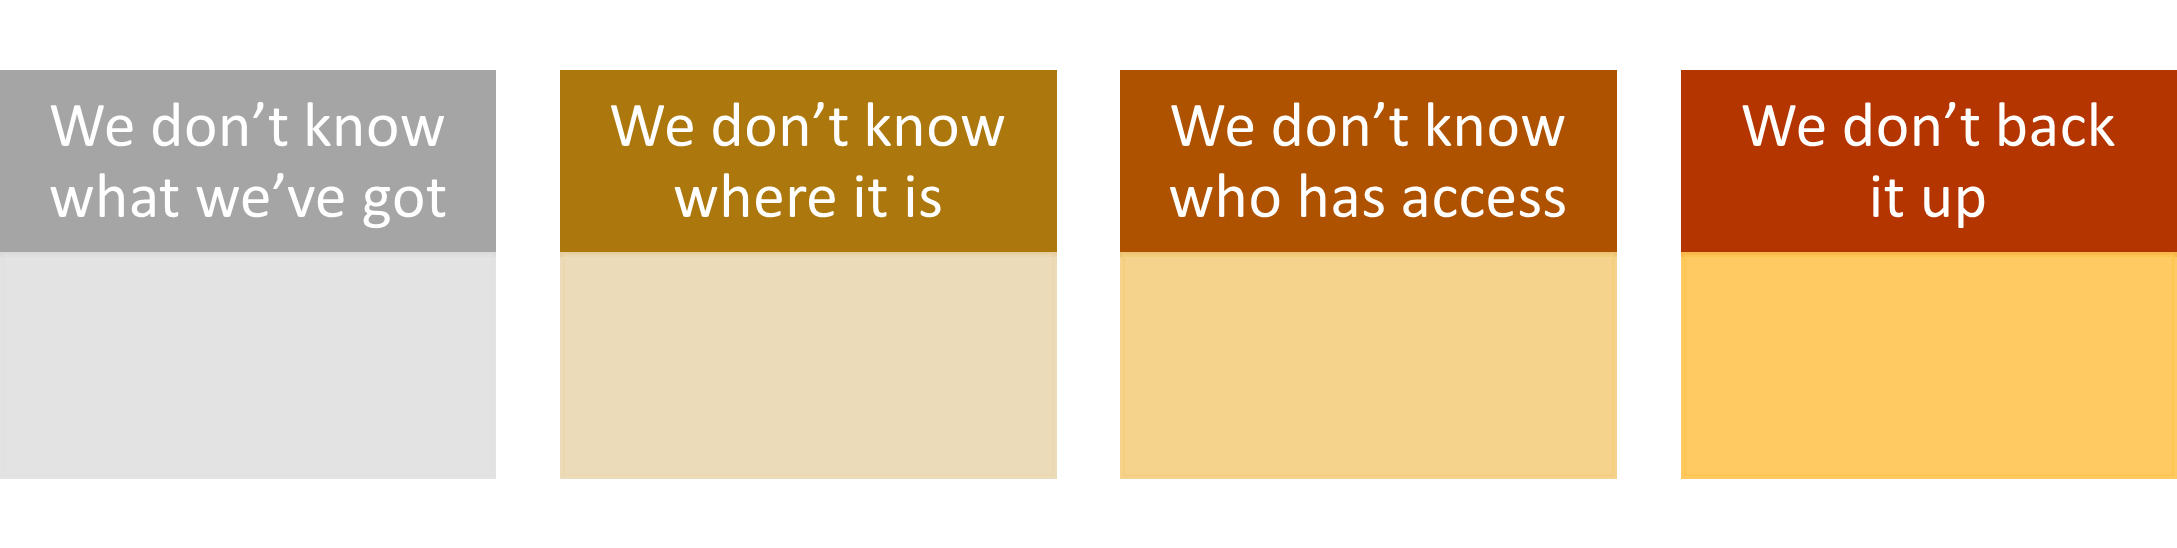 We don’t know
what we’ve got
We don’t know
where it is
We don’t know
who has access
We don’t back
it up